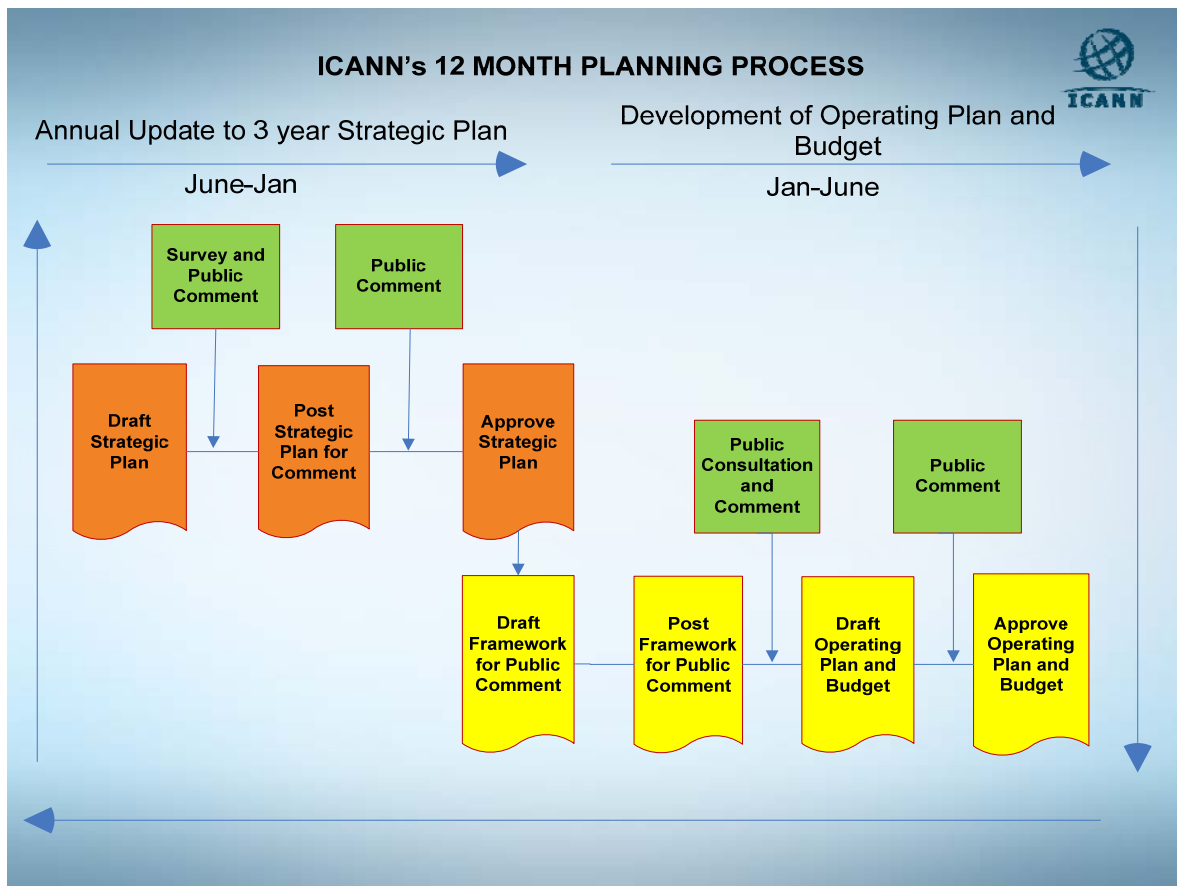 ICANN's 12 MONTH PLANNING PROCESS
ICANN
Annual Update to 3 year Strategic Plan
June-Jan
Development of Operating Plan and
Budget
Jan-June
Survey and
Public
Comment
Public
Comment
Draft
Strategic
Plan
Post
Strategic
Plan for
Comment
Approve
Strategic
Plan
Public
Consultation
and
Comment
Public
Comment
Draft
Framework
for Public
Comment
Post
Framework
for Public
Comment
Draft
Operating
Plan and
Budget
Approve
Operating
Plan and
Budget